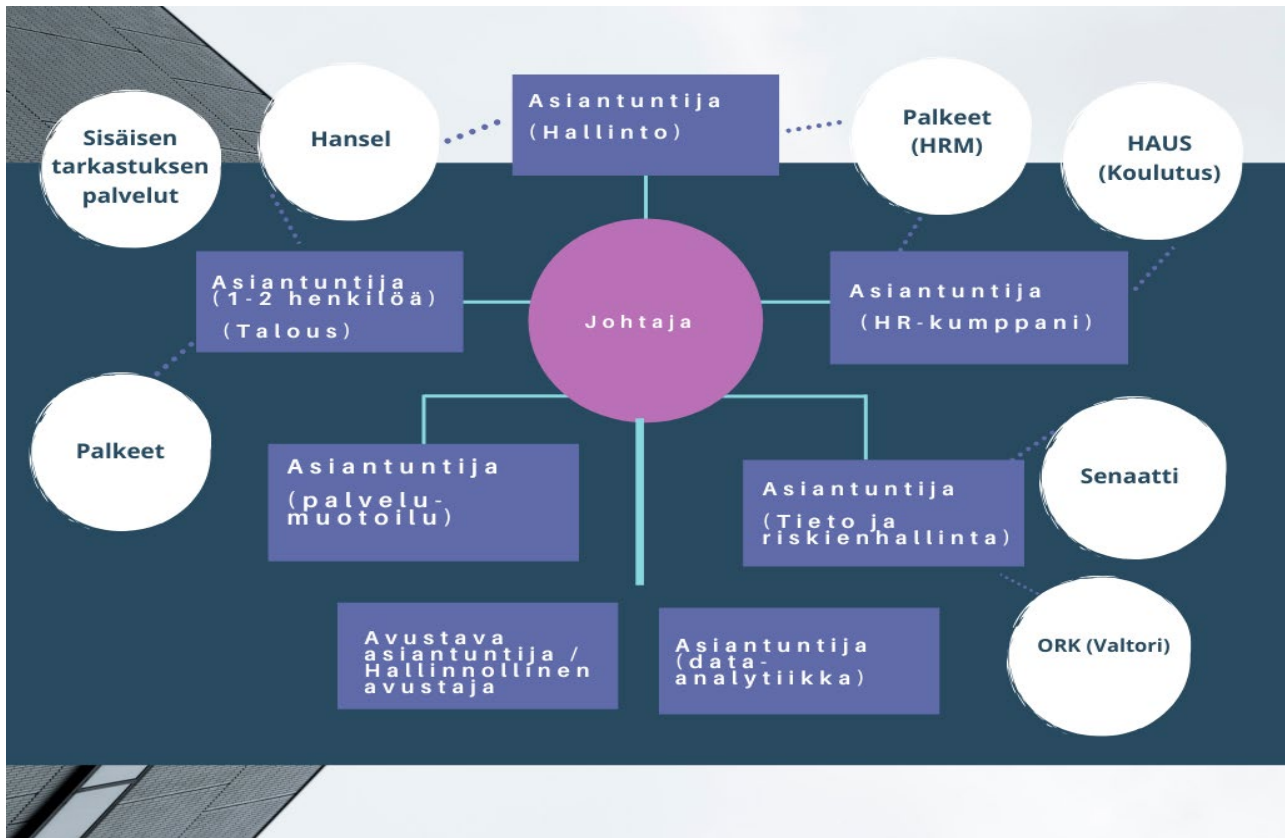 Asiantuntija
(Hallinto)
Sisäisen
tarkastuksen
palvelut
Hansel
Palkeet
(HRM)
HAUS
(Koulutus)
Asiantuntija
(1-2 henkilöä)
(Talous)
Johtaja
Asiantuntija
(HR-kumppani)
Palkeet
Asiantuntija
(palvelu-
muotoilu)
Asiantuntija
(Tieto ja
riskienhallinta)
Senaatti
Avustava
asiantuntija /
Hallinnollinen
avustaja
Asiantuntija
(data-
analytiikka)
ORK (Valtori)